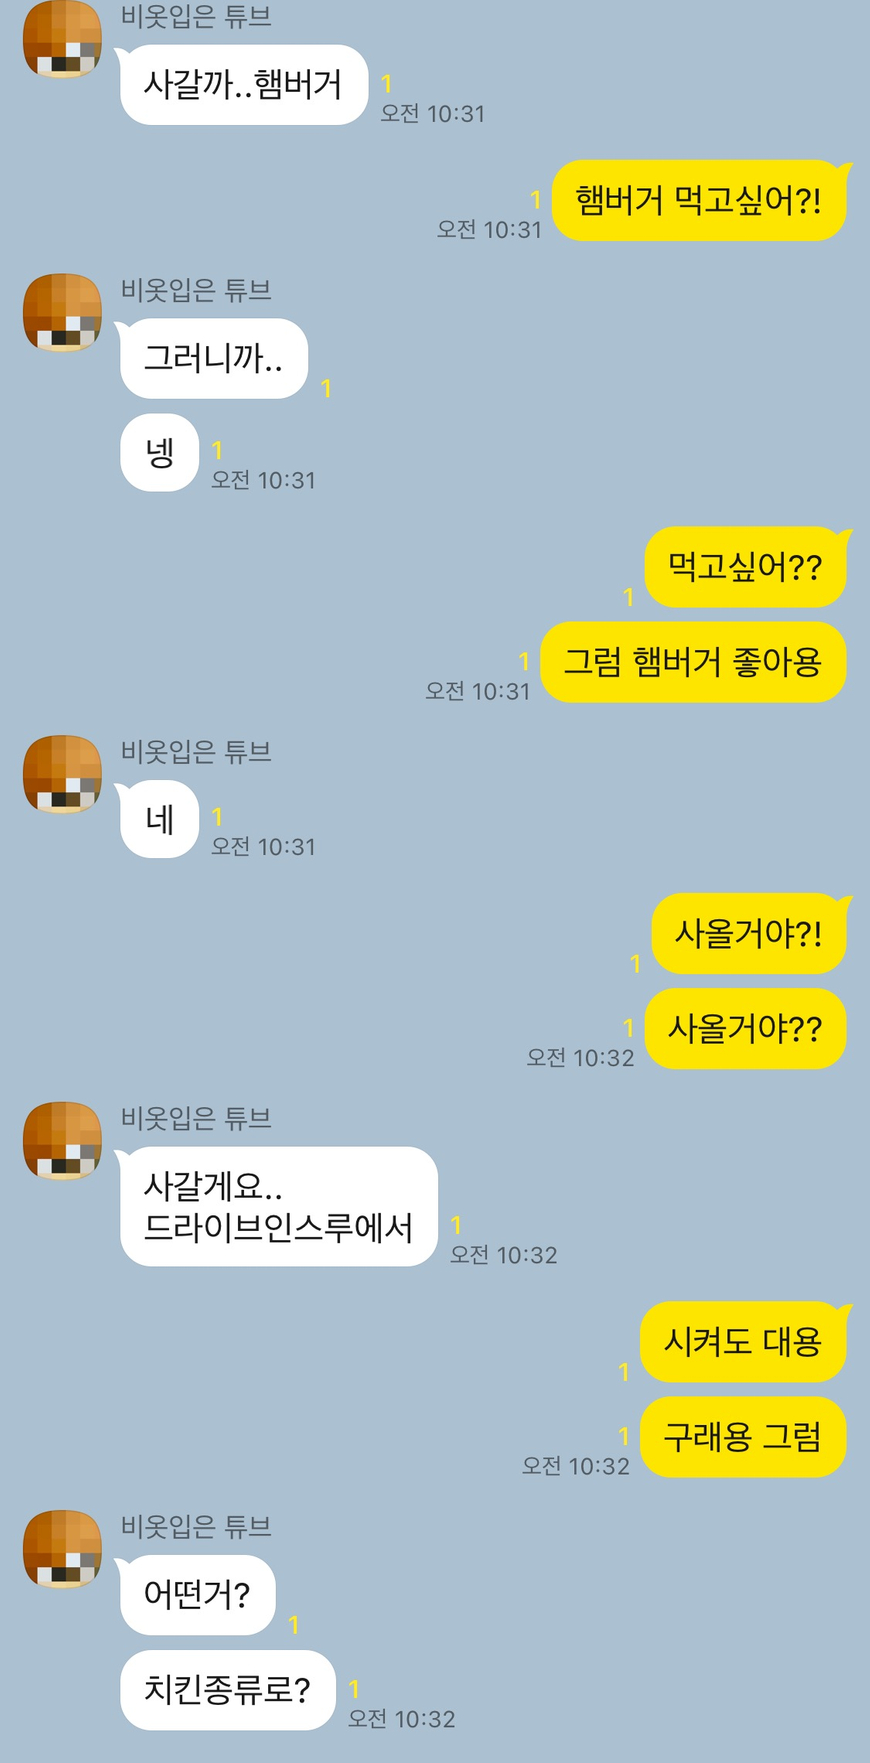 비옷입은 튜브
사갈까..햄버거
1
오전 10:31
햄버거 먹고싶어?!
1
오전 10:31
비옷입은 튜브
그러니까..
1
넹
1
오전 10:31
먹고싶어??
1
그럼 햄버거 좋아용
1
오전 10:31
비옷입은 튜브
네
1
오전 10:31
사올거야?!
1
사올거야??
1
오전 10:32
비옷입은 튜브
사갈게요..
드라이브인스루에서
1
오전 10:32
시켜도 대용
1
구래용 그럼
1
오전 10:32
비옷입은 튜브
어떤거?
1
치킨종류로?
1
오전 10:32